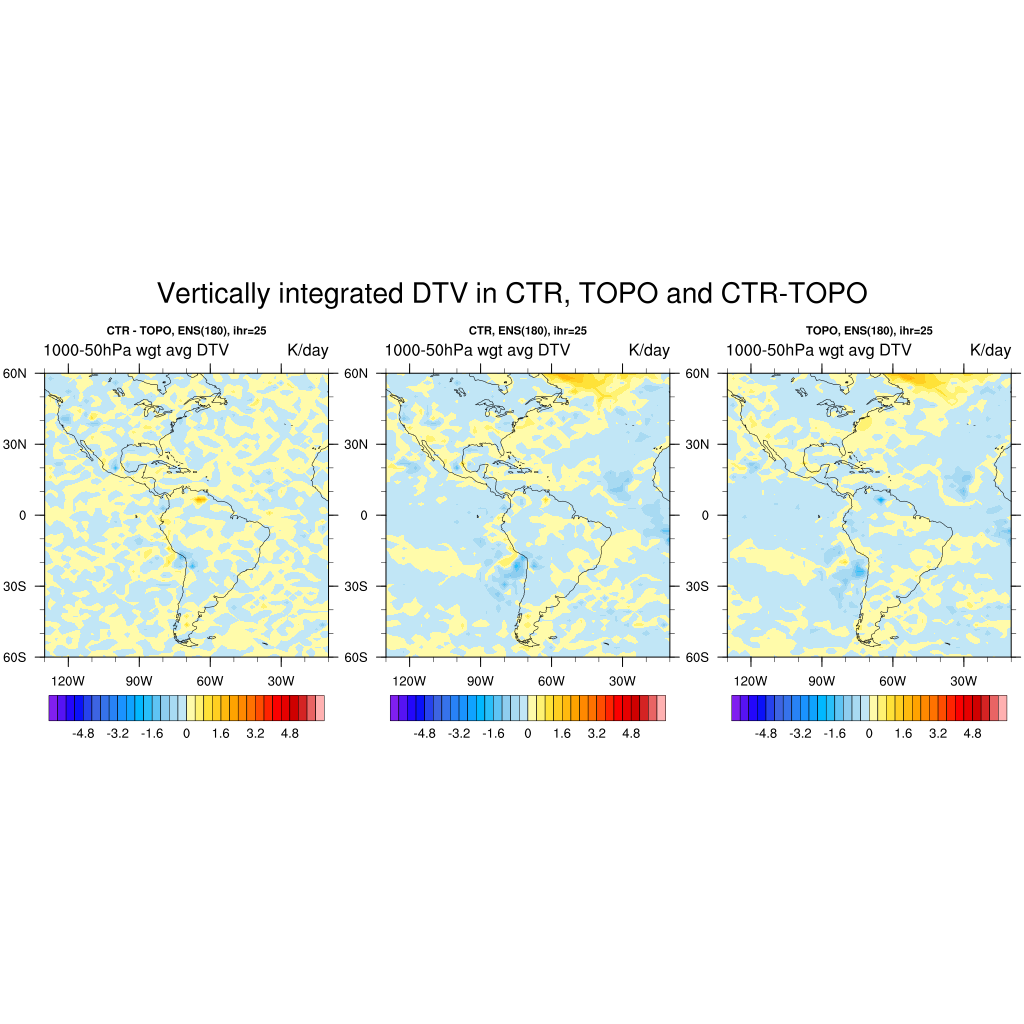 Vertically integrated DTV in CTR, TOPO and CTR-TOPO
CTR - TOPO, ENS(180), ihr=25
1000-50hPa wgt avg DTV K/day
60N
30N
0
30S
60S
120W 90W 60W 30W
-4.8 -3.2 -1.6 0 1.6 3.2 4.8
CTR, ENS(180), ihr=25
1000-50hPa wgt avg DTV K/day
60N
30N
0
30S
60S
120W 90W 60W 30W
-4.8 -3.2 -1.6 0 1.6 3.2 4.8
TOPO, ENS(180), ihr=25
1000-50hPa wgt avg DTV K/day
60N
30N
0
30S
60S
120W 90W 60W 30W
-4.8 -3.2 -1.6 0 1.6 3.2 4.8